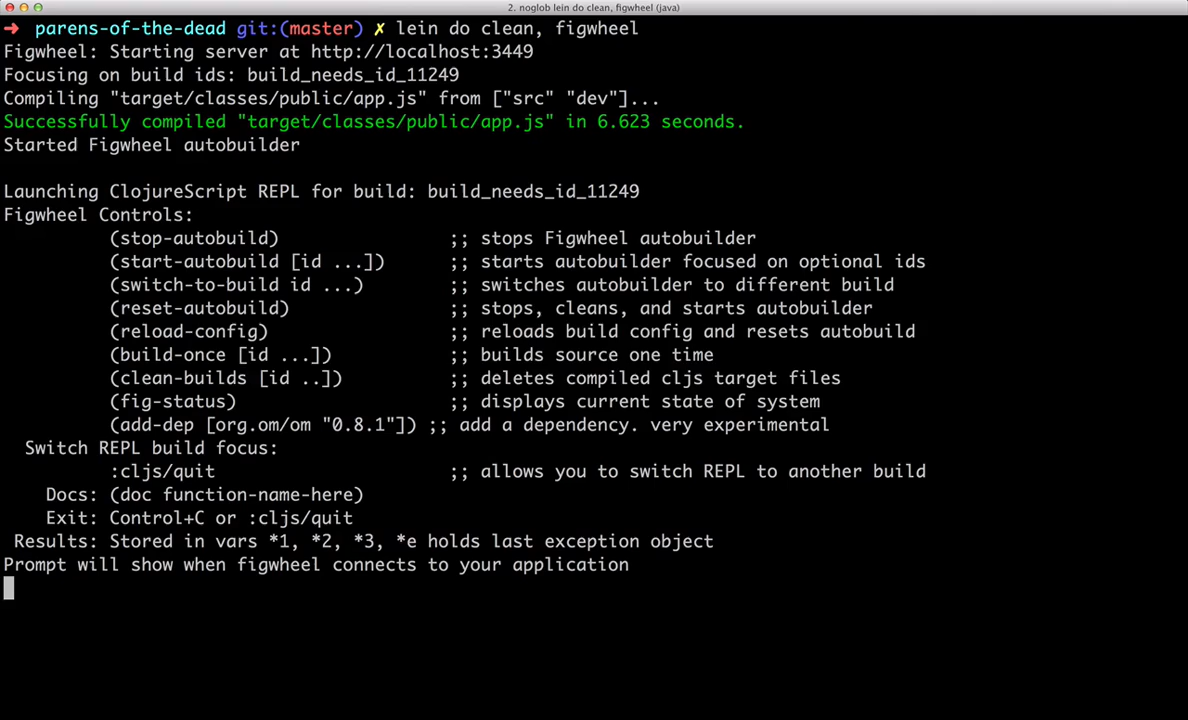 2. noglob lein do clean, figwheel (java)
➜  parens-of-the-dead git:(master) ✗ lein do clean, figwheel
Figwheel: Starting server at http://localhost:3449
Focusing on build ids: build_needs_id_11249
Compiling "target/classes/public/app.js" from ["src" "dev"]...
Successfully compiled "target/classes/public/app.js" in 6.623 seconds.
Started Figwheel autobuilder
Launching ClojureScript REPL for build: build_needs_id_11249
Figwheel Controls:
          (stop-autobuild)                ;; stops Figwheel autobuilder
          (start-autobuild [id ...])      ;; starts autobuilder focused on optional ids
          (switch-to-build id ...)        ;; switches autobuilder to different build
          (reset-autobuild)               ;; stops, cleans, and starts autobuilder
          (reload-config)                 ;; reloads build config and resets autobuild
          (build-once [id ...])           ;; builds source one time
          (clean-builds [id ..])          ;; deletes compiled cljs target files
          (fig-status)                    ;; displays current state of system
          (add-dep [org.om/om "0.8.1"]) ;; add a dependency. very experimental
  Switch REPL build focus:
          :cljs/quit                      ;; allows you to switch REPL to another build
    Docs: (doc function-name-here)
    Exit: Control+C or :cljs/quit
 Results: Stored in vars *1, *2, *3, *e holds last exception object
Prompt will show when figwheel connects to your application